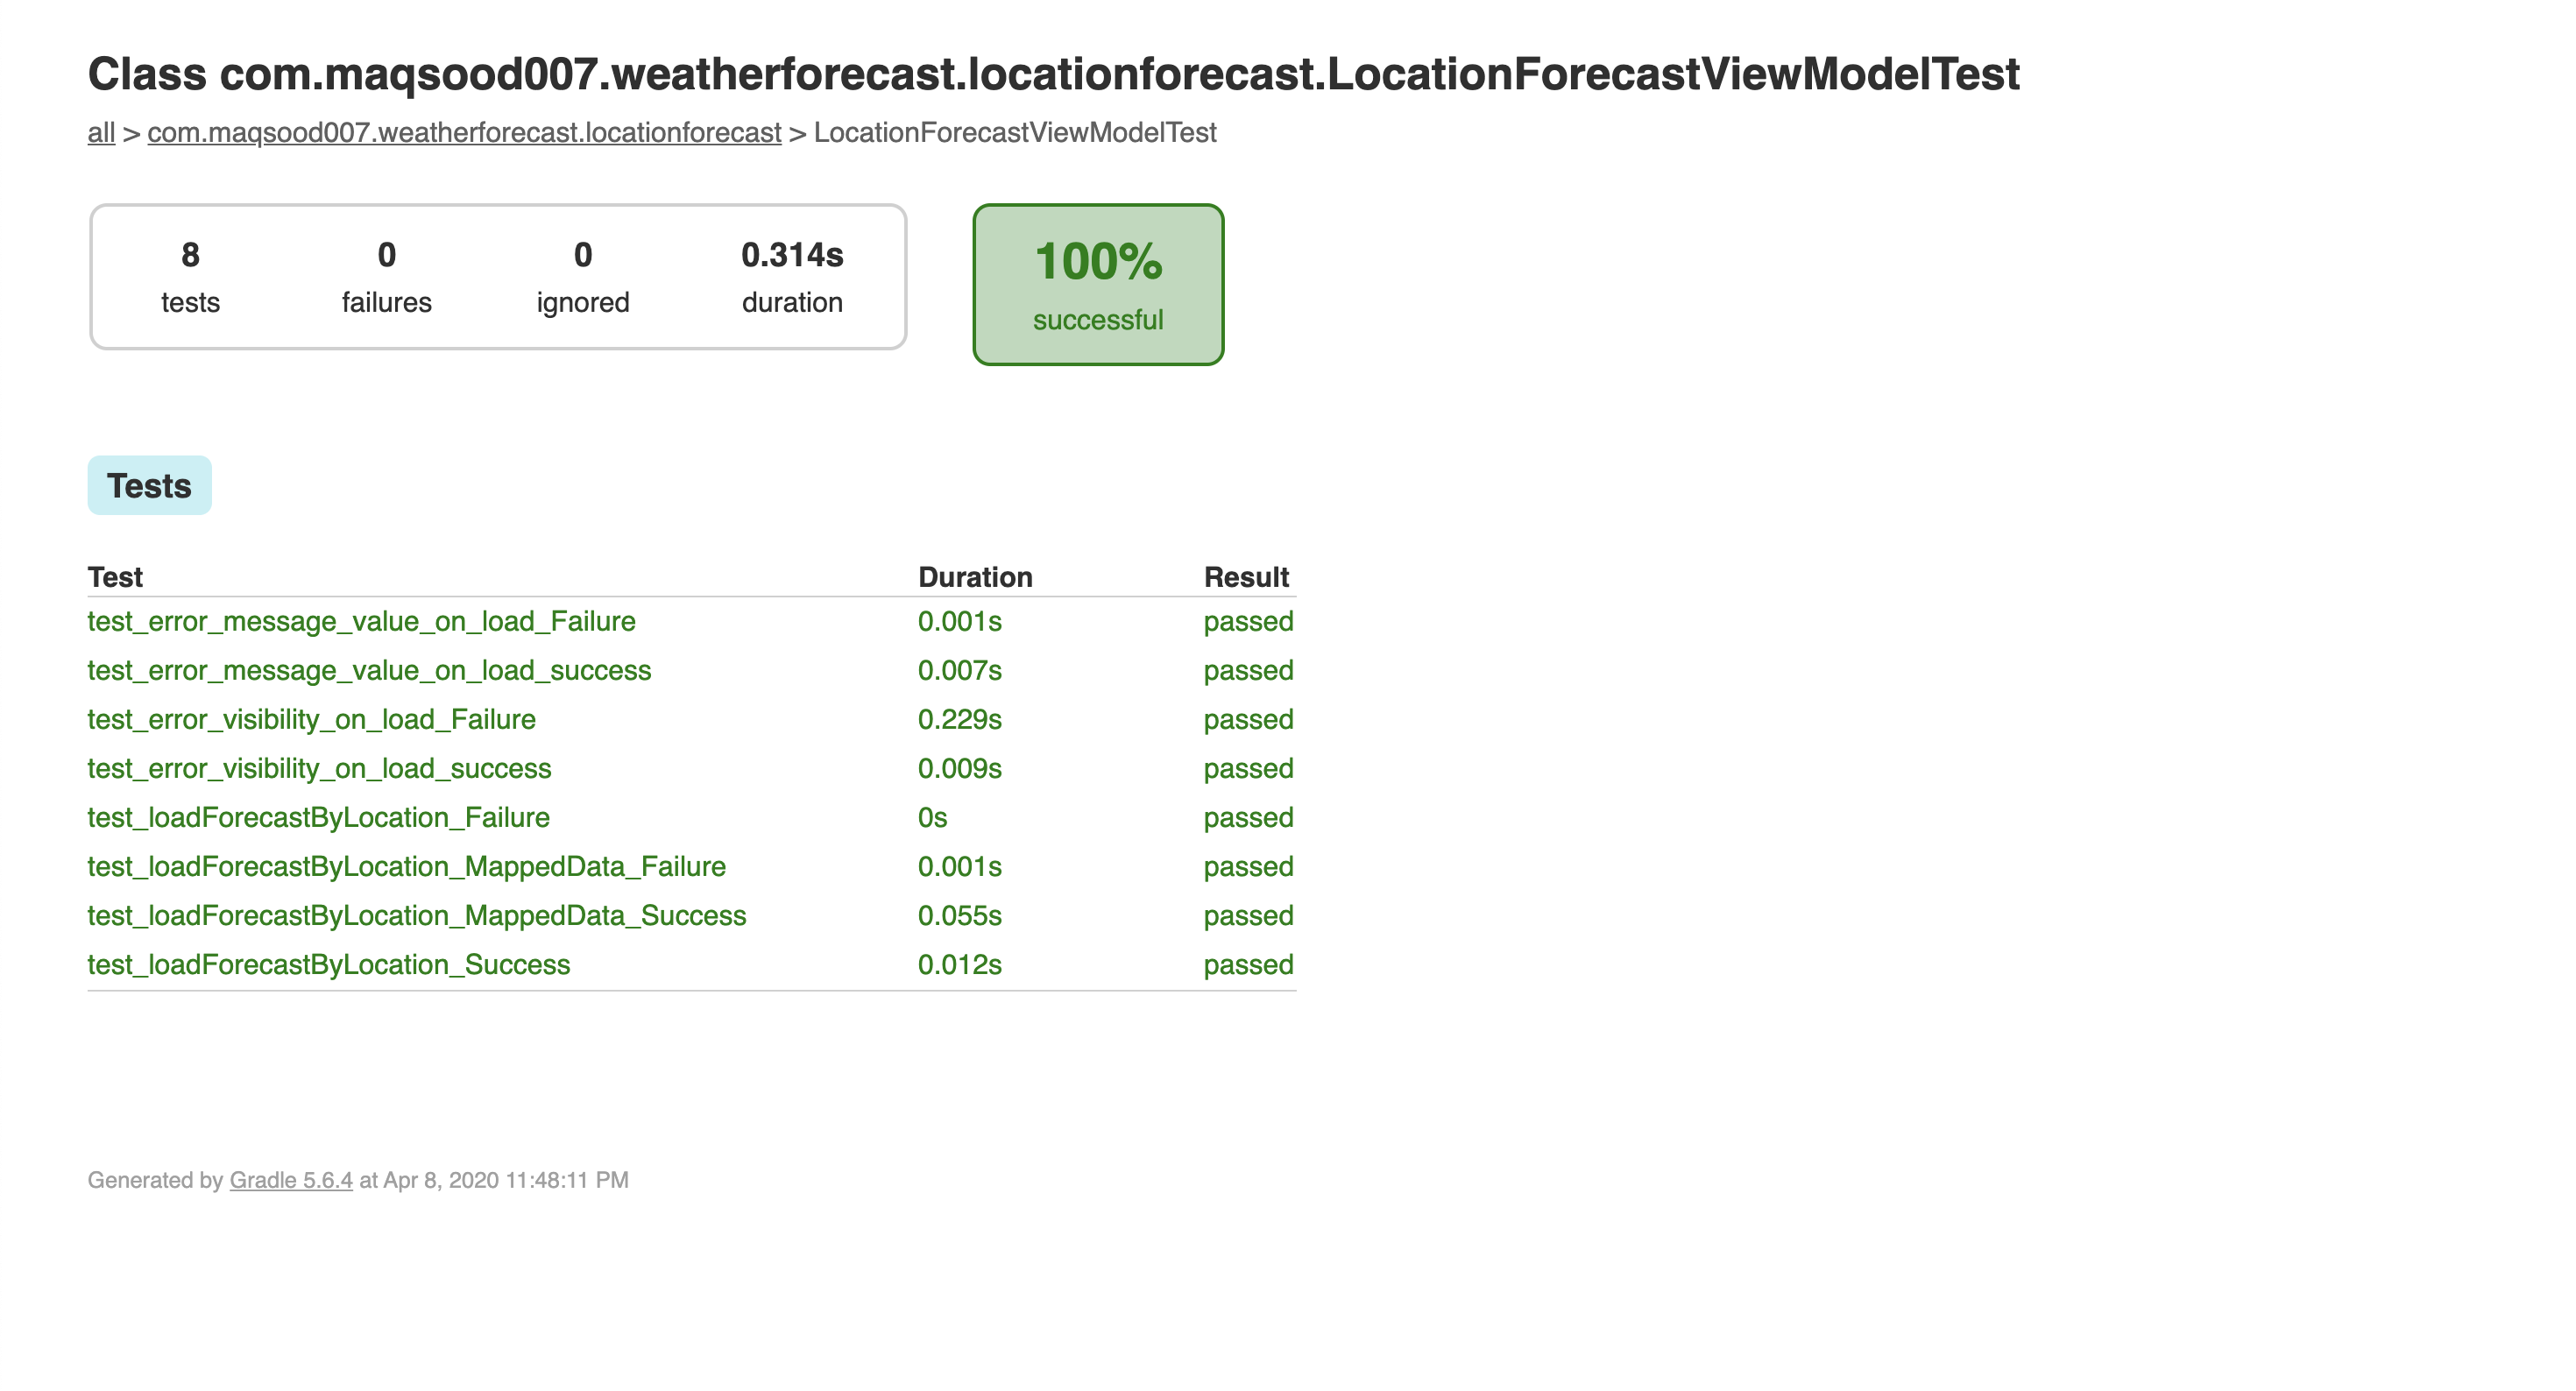 Class com.maqsood007.weatherforecast.locationforecast.LocationForecastViewModelTest
all > com.maqsood007.weatherforecast.locationforecast > LocationForecastViewModelTest
8 0 0 0.314s
tests failures ignored duration
100%
successful
Tests
Test Duration Result
test_error_message_value_on_load_Failure 0.001s passed
test_error_message_value_on_load_success 0.007s passed
test_error_visibility_on_load_Failure 0.229s passed
test_error_visibility_on_load_success 0.009s passed
test_loadForecastByLocation_Failure 0s passed
test_loadForecastByLocation_MappedData_Failure 0.001s passed
test_loadForecastByLocation_MappedData_Success 0.055s passed
test_loadForecastByLocation_Success 0.012s passed
Generated by Gradle 5.6.4 at Apr 8, 2020 11:48:11 PM